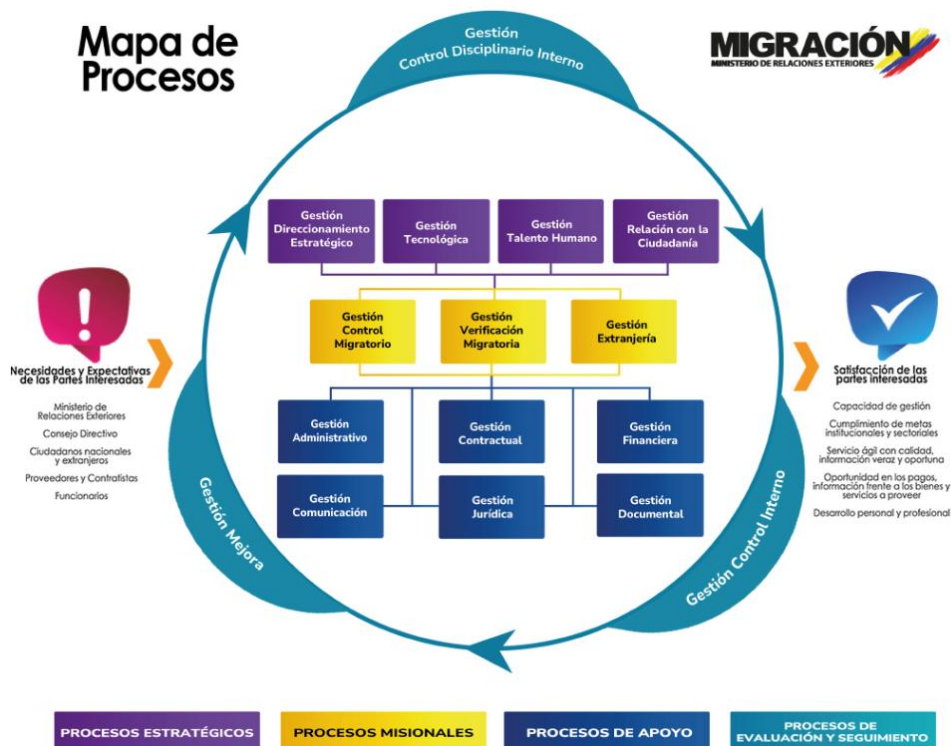 Mapa de
Procesos
Gestión
Control Disciplinario Interno
MIGRACIÓN
MINISTERIO DE RELACIONES EXTERIORES
Gestión
Direccionamiento
Estratégico
Gestión
Tecnológica
Gestión
Talento Humano
Gestión
Relación con la
Ciudadanía
Gestión
Control
Migratorio
Gestión
Verificación
Migratoria
Gestión
Extranjería
Necesidades y Expectativas
de las Partes Interesadas
Ministerio de
Relaciones Exteriores
Consejo Directivo
Ciudadanos nacionales
y extranjeros
Proveedores y Contratistas
Funcionarios
Satisfacción de las
partes interesadas
Capacidad de gestión
Cumplimiento de metas
institucionales y sectoriales
Servicio ágil con calidad,
información veraz y oportuna
Oportunidad en los pagos,
información frente a los bienes y
servicios a proveer
Desarrollo personal y profesional
Gestión
Administrativo
Gestión
Contractual
Gestión
Financiera
Gestión
Comunicación
Gestión
Jurídica
Gestión
Documental
Gestión Mejora
Gestión Control Interno
PROCESOS ESTRATÉGICOS
PROCESOS MISIONALES
PROCESOS DE APOYO
PROCESOS DE
EVALUACIÓN Y SEGUIMIENTO